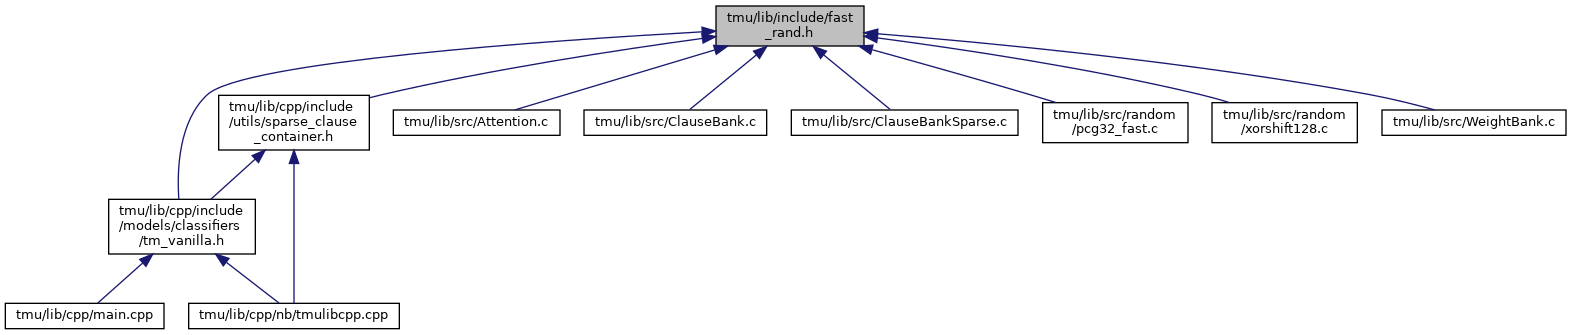 tmu/lib/include/fast
_rand.h
tmu/lib/cpp/include
/utils/sparse_clause
_container.h
tmu/lib/src/Attention.c
tmu/lib/src/ClauseBank.c
tmu/lib/src/ClauseBankSparse.c
tmu/lib/src/random
/pcg32_fast.c
tmu/lib/src/random
/xorshift128.c
tmu/lib/src/WeightBank.c
tmu/lib/cpp/include
/models/classifiers
/tm_vanilla.h
tmu/lib/cpp/main.cpp
tmu/lib/cpp/nb/tmulibcpp.cpp